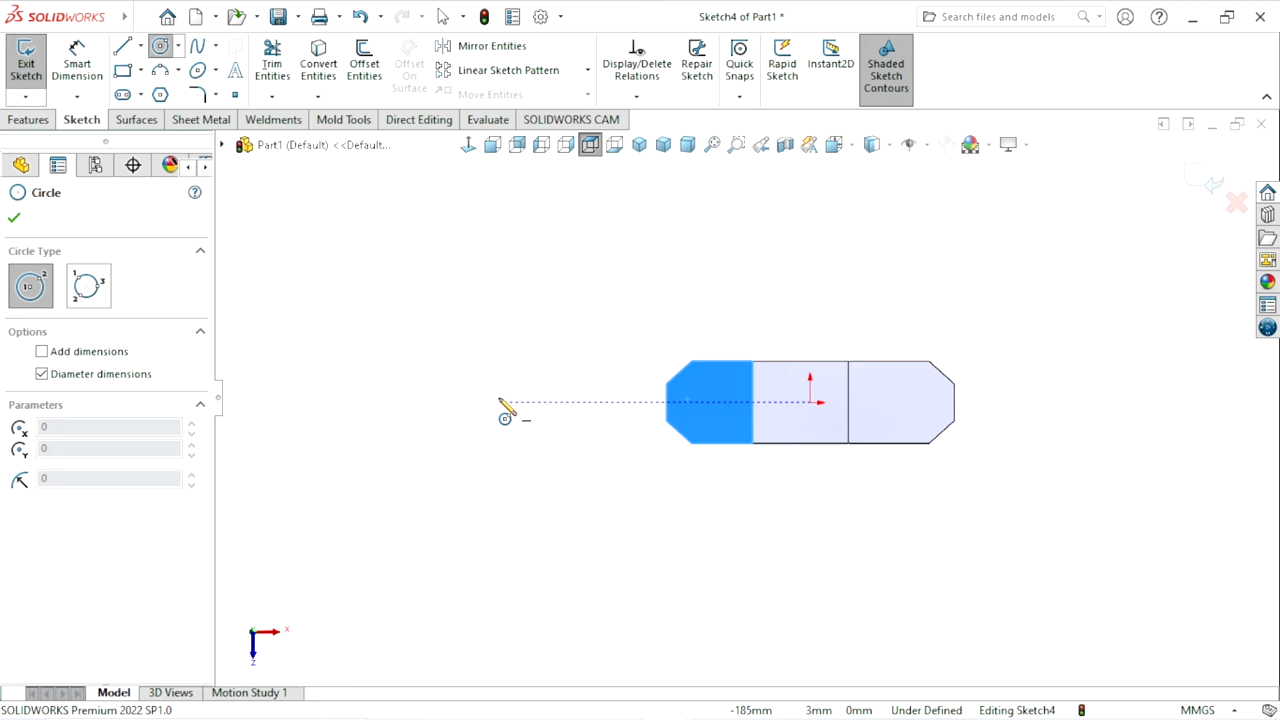 SOLIDWORKS
Sketch4 of Part1 *
Search files and models
Exit Sketch
Smart Dimension
Trim Entities
Convert Entities
Offset Entities
Offset On Surface
Mirror Entities
Linear Sketch Pattern
Move Entities
Display/Delete Relations
Repair Sketch
Quick Snaps
Rapid Sketch
Instant2D
Shaded Sketch Contours
Features
Sketch
Surfaces
Sheet Metal
Weldments
Mold Tools
Direct Editing
Evaluate
SOLIDWORKS CAM
Part1 (Default) <<Default...
Circle
Circle Type
Options
Add dimensions
Diameter dimensions
Parameters
0
0
0
x
z
Model
3D Views
Motion Study 1
SOLIDWORKS Premium 2022 SP1.0
-185mm
3mm
0mm
Under Defined
Editing Sketch4
MMGS